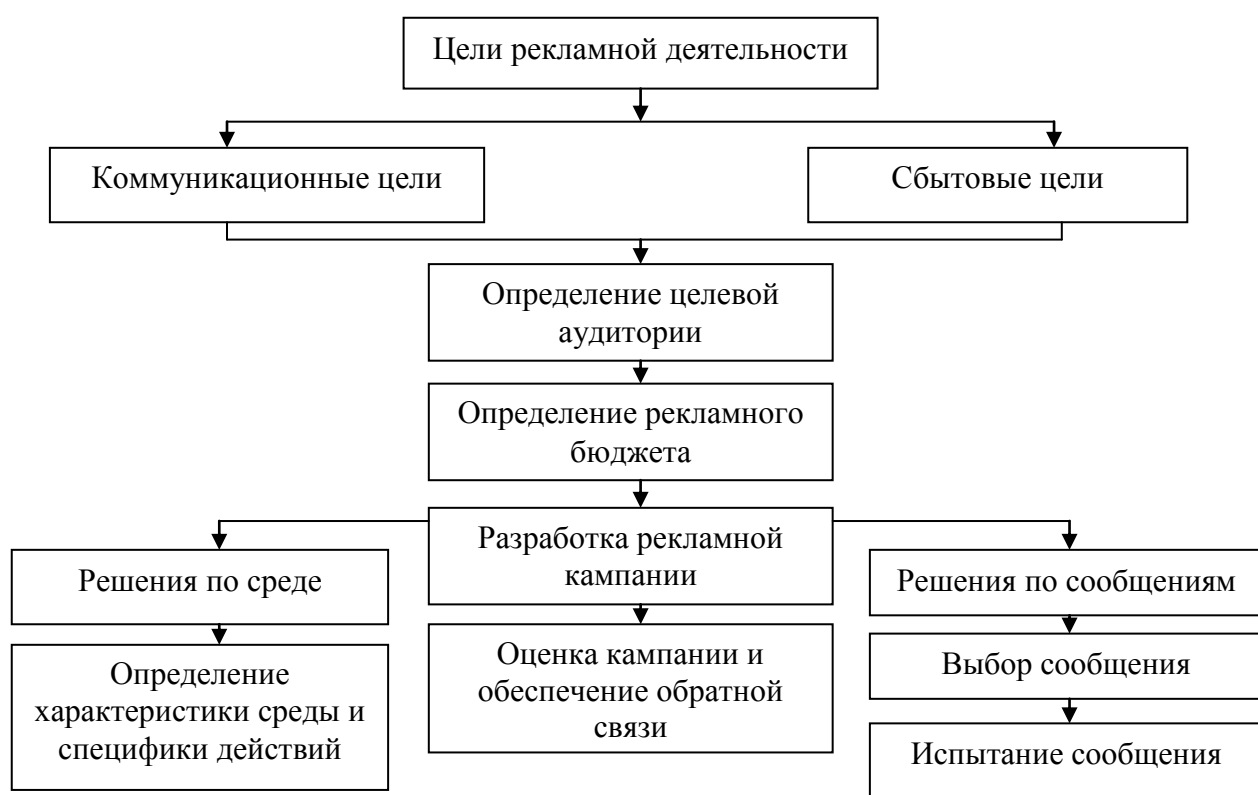 Цели рекламной деятельности
Коммуникационные цели
Сбытовые цели
Определение целевой
аудитории
Определение рекламного
бюджета
Разработка рекламной
кампании
Решения по среде
Решения по сообщениям
Определение
характеристики среды и
специфики действий
Оценка кампании и
обеспечение обратной
связи
Выбор сообщения
Испытание сообщения